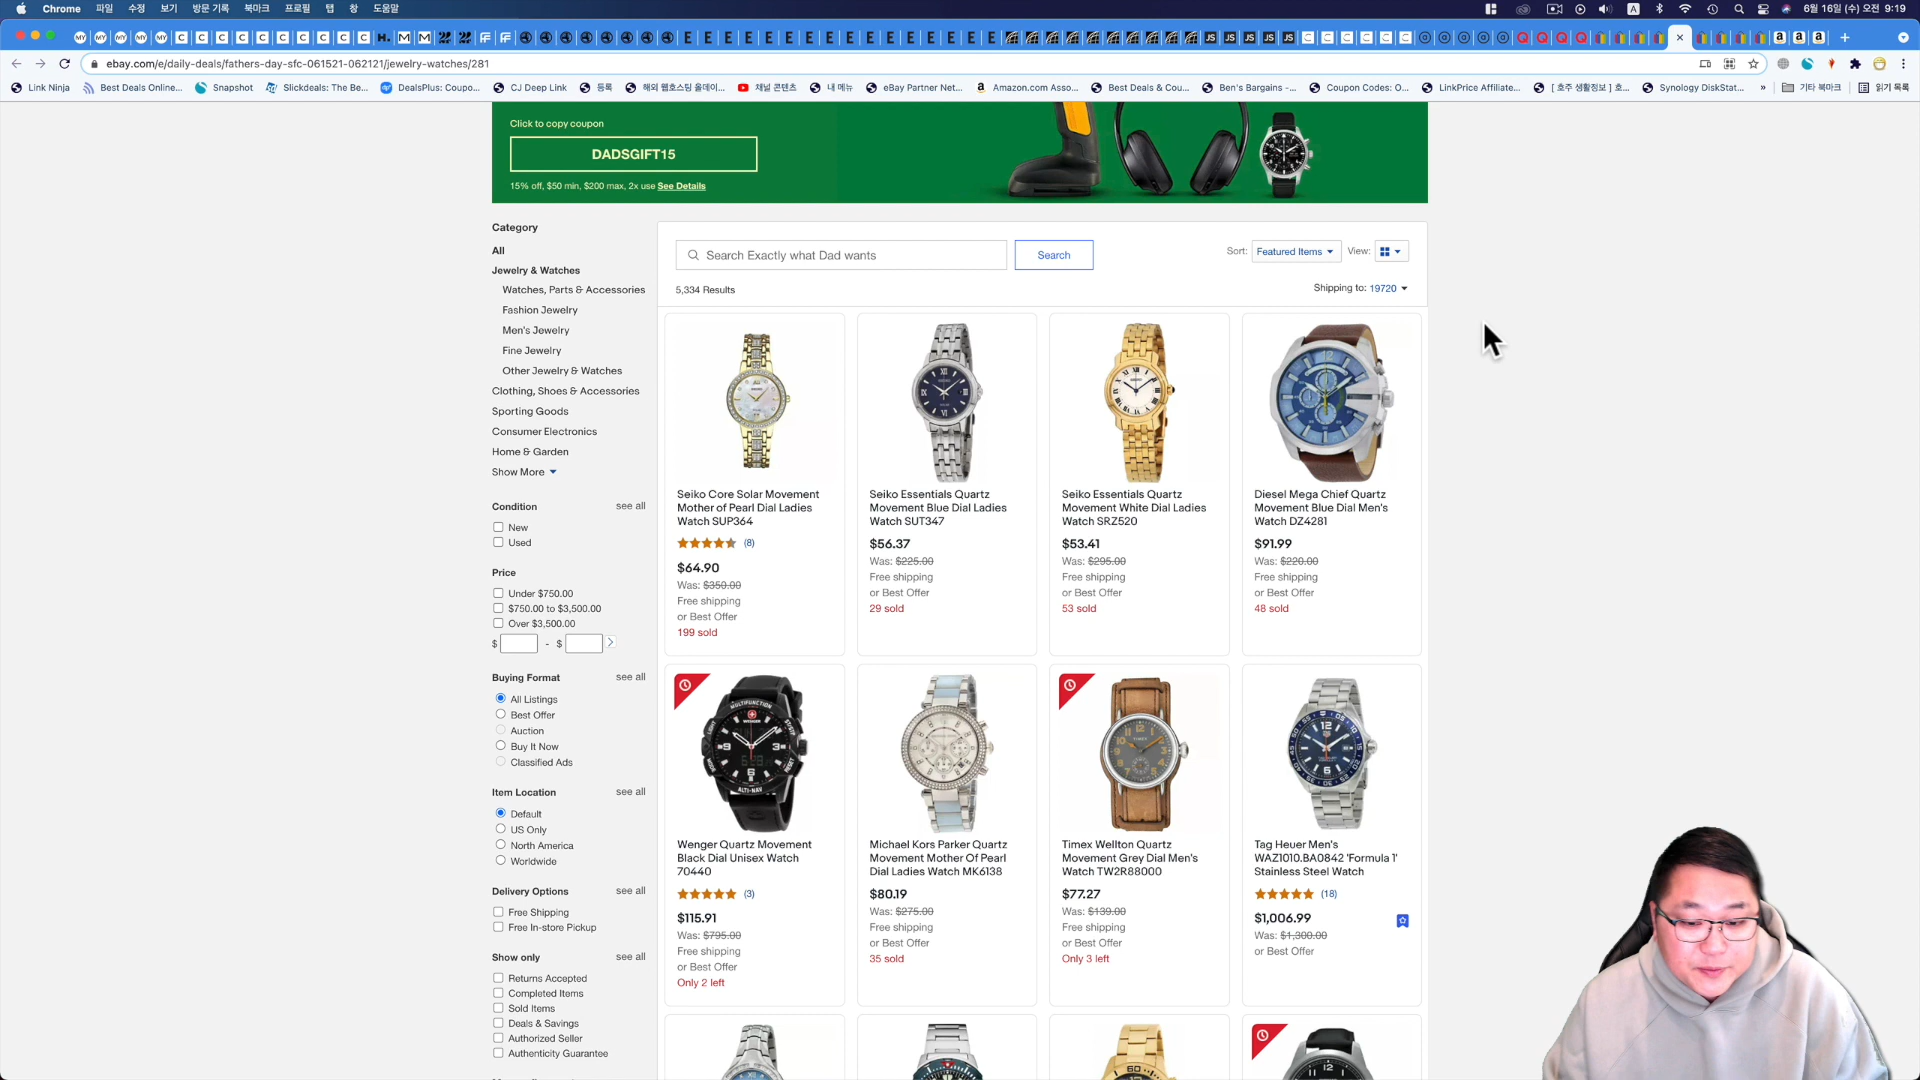 Chrome 파일 수정 보기 방문 기록 북마크 프로필 탭 창 도움말
6월 16일 (수) 오전 9:19
ebay.com/e/daily-deals/fathers-day-sfc-061521-062121/jewelry-watches/281
Link Ninja Best Deals Online... Snapshot Slickdeals: The Be... DealsPlus: Coupo... CJ Deep Link 등록 해외 웹호스팅 올데이... 채널 콘텐츠 내 메뉴 eBay Partner Net... Amazon.com Asso... Best Deals & Cou... Ben's Bargains -... Coupon Codes: O... LinkPrice Affiliate... [ 호주 생활정보 ] 호... Synology DiskStat... » 기타 북마크 읽기 목록
Click to copy coupon
DADSGIFT15
15% off, $50 min, $200 max, 2x use See Details
Category
All
Jewelry & Watches
Watches, Parts & Accessories
Fashion Jewelry
Men's Jewelry
Fine Jewelry
Other Jewelry & Watches
Clothing, Shoes & Accessories
Sporting Goods
Consumer Electronics
Home & Garden
Show More
Condition see all
New
Used
Price
Under $750.00
$750.00 to $3,500.00
Over $3,500.00
$ - $
Buying Format see all
All Listings
Best Offer
Auction
Buy It Now
Classified Ads
Item Location see all
Default
US Only
North America
Worldwide
Delivery Options see all
Free Shipping
Free In-store Pickup
Show only see all
Returns Accepted
Completed Items
Sold Items
Deals & Savings
Authorized Seller
Authenticity Guarantee
Search Exactly what Dad wants
Search
Sort: Featured Items View:
5,334 Results
Shipping to: 19720
Seiko Core Solar Movement
Mother of Pearl Dial Ladies
Watch SUP364
(8)
$64.90
Was: $350.00
Free shipping
or Best Offer
199 sold
Seiko Essentials Quartz
Movement Blue Dial Ladies
Watch SUT347
$56.37
Was: $225.00
Free shipping
or Best Offer
29 sold
Seiko Essentials Quartz
Movement White Dial Ladies
Watch SRZ520
$53.41
Was: $295.00
Free shipping
or Best Offer
53 sold
Diesel Mega Chief Quartz
Movement Blue Dial Men's
Watch DZ4281
$91.99
Was: $220.00
Free shipping
or Best Offer
48 sold
Wenger Quartz Movement
Black Dial Unisex Watch
70440
(3)
$115.91
Was: $795.00
Free shipping
or Best Offer
Only 2 left
Michael Kors Parker Quartz
Movement Mother Of Pearl
Dial Ladies Watch MK6138
$80.19
Was: $275.00
Free shipping
or Best Offer
35 sold
Timex Wellton Quartz
Movement Grey Dial Men's
Watch TW2R88000
$77.27
Was: $139.00
Free shipping
or Best Offer
Only 3 left
Tag Heuer Men's
WAZ1010.BA0842 'Formula 1'
Stainless Steel Watch
(18)
$1,006.99
Was: $1,300.00
or Best Offer